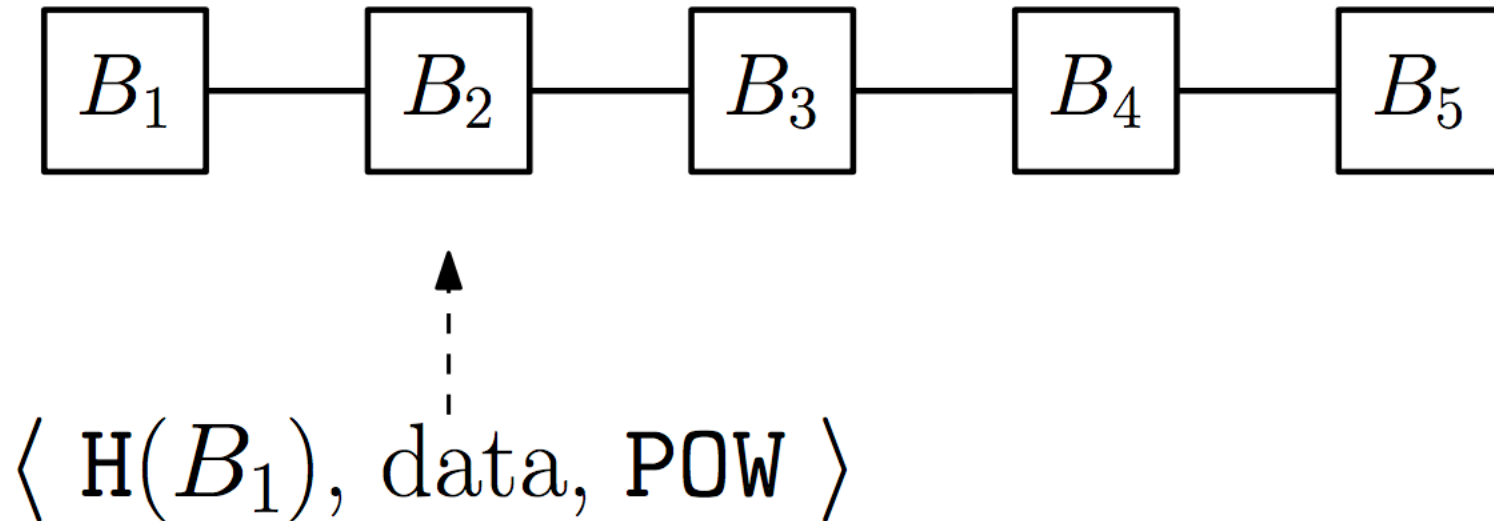 B₁ B₂ B₃ B₄ B₅
⟨ H(B₁), data, POW ⟩